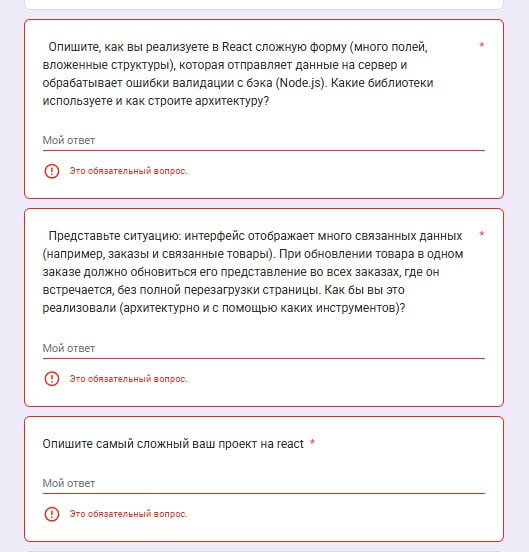 Опишите, как вы реализуете в React сложную форму (много полей, *
вложенные структуры), которая отправляет данные на сервер и
обрабатывает ошибки валидации с бэка (Node.js). Какие библиотеки
используете и как строите архитектуру?
Мой ответ
Это обязательный вопрос.
Представьте ситуацию: интерфейс отображает много связанных данных *
(например, заказы и связанные товары). При обновлении товара в одном
заказе должно обновиться его представление во всех заказах, где он
встречается, без полной перезагрузки страницы. Как бы вы это
реализовали (архитектурно и с помощью каких инструментов)?
Мой ответ
Это обязательный вопрос.
Опишите самый сложный ваш проект на react *
Мой ответ
Это обязательный вопрос.